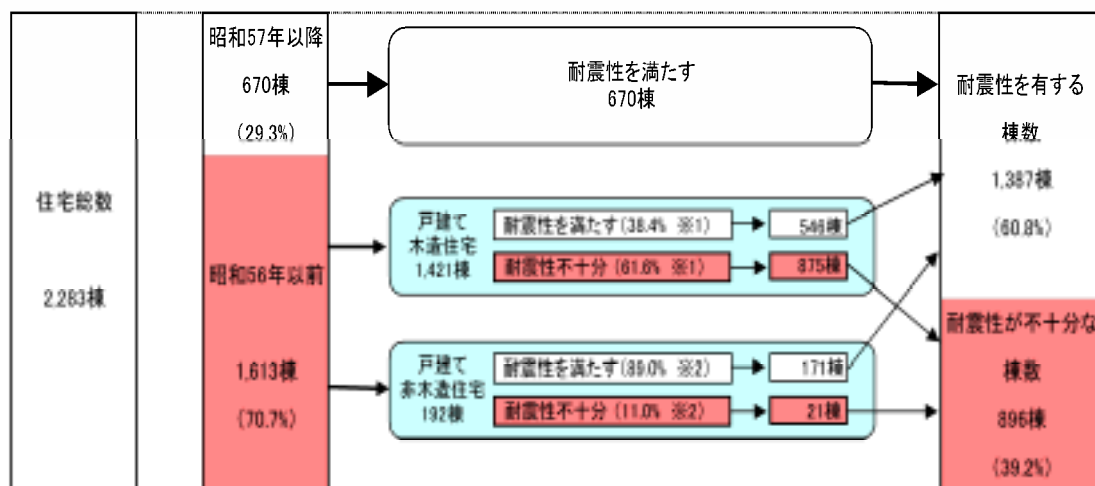 住宅総数
2,283棟
昭和57年以降
670棟
(29.3%)
昭和56年以前
1,613棟
(70.7%)
耐震性を満たす
670棟
戸建て
木造住宅
1,421棟
耐震性を満たす(38.4% ※1)
546棟
耐震性不十分(61.6% ※1)
875棟
戸建て
非木造住宅
192棟
耐震性を満たす(89.0% ※2)
171棟
耐震性不十分(11.0% ※2)
21棟
耐震性を有する
棟数
1,387棟
(60.8%)
耐震性が不十分な
棟数
896棟
(39.2%)